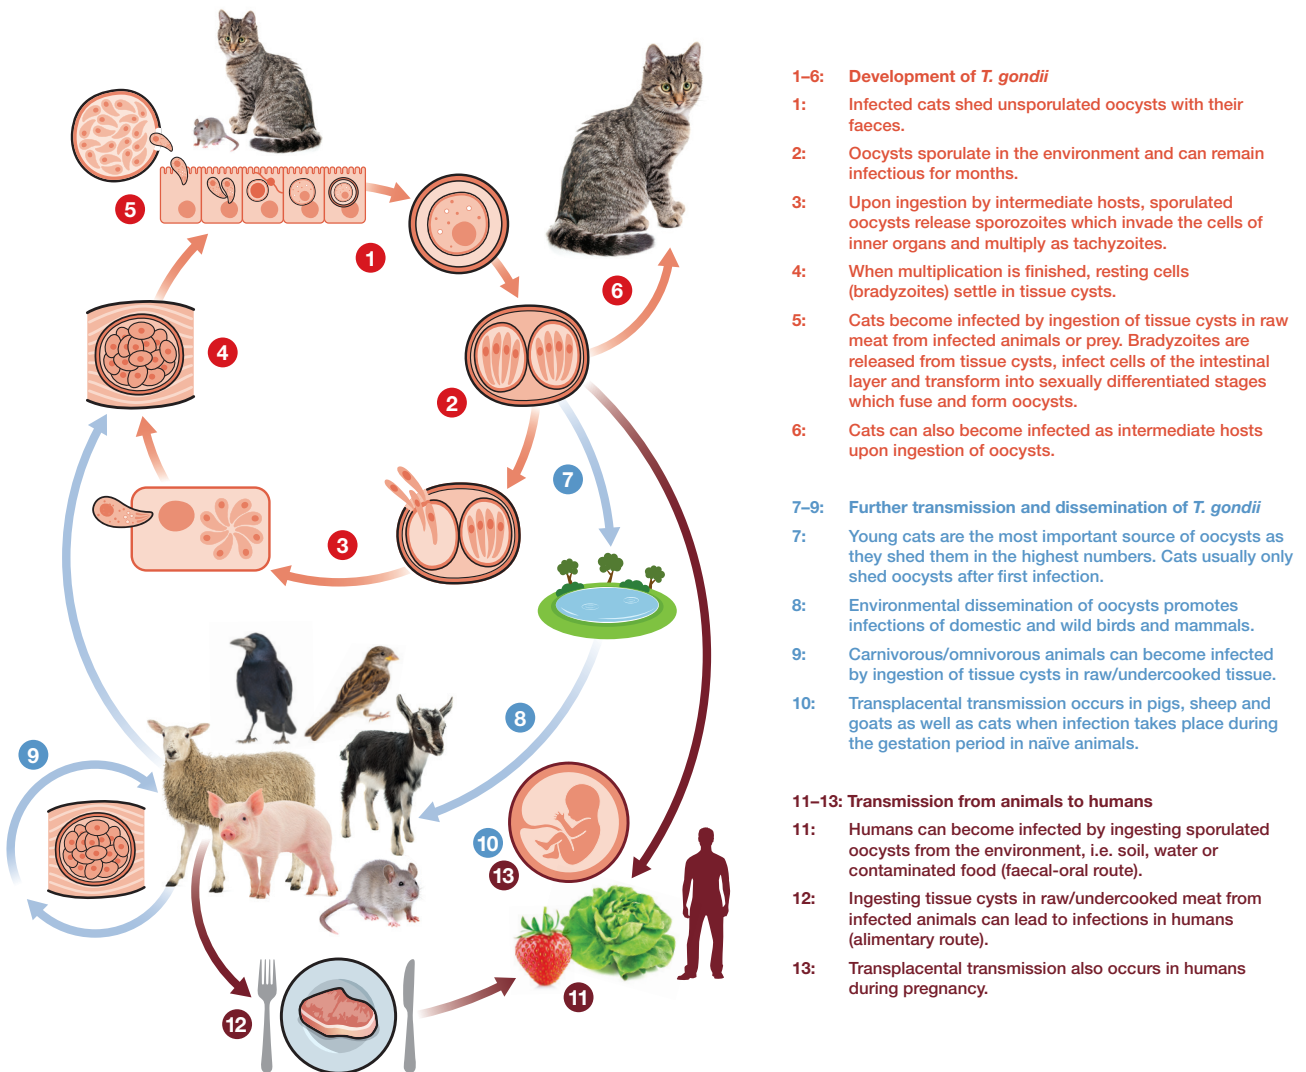 5
1
6
4
2
7
3
8
9
10
13
11
12
1–6: Development of T. gondii
1: Infected cats shed unsporulated oocysts with their
faeces.
2: Oocysts sporulate in the environment and can remain
infectious for months.
3: Upon ingestion by intermediate hosts, sporulated
oocysts release sporozoites which invade the cells of
inner organs and multiply as tachyzoites.
4: When multiplication is finished, resting cells
(bradyzoites) settle in tissue cysts.
5: Cats become infected by ingestion of tissue cysts in raw
meat from infected animals or prey. Bradyzoites are
released from tissue cysts, infect cells of the intestinal
layer and transform into sexually differentiated stages
which fuse and form oocysts.
6: Cats can also become infected as intermediate hosts
upon ingestion of oocysts.
7–9: Further transmission and dissemination of T. gondii
7: Young cats are the most important source of oocysts as
they shed them in the highest numbers. Cats usually only
shed oocysts after first infection.
8: Environmental dissemination of oocysts promotes
infections of domestic and wild birds and mammals.
9: Carnivorous/omnivorous animals can become infected
by ingestion of tissue cysts in raw/undercooked tissue.
10: Transplacental transmission occurs in pigs, sheep and
goats as well as cats when infection takes place during
the gestation period in naïve animals.
11–13: Transmission from animals to humans
11: Humans can become infected by ingesting sporulated
oocysts from the environment, i.e. soil, water or
contaminated food (faecal-oral route).
12: Ingesting tissue cysts in raw/undercooked meat from
infected animals can lead to infections in humans
(alimentary route).
13: Transplacental transmission also occurs in humans
during pregnancy.